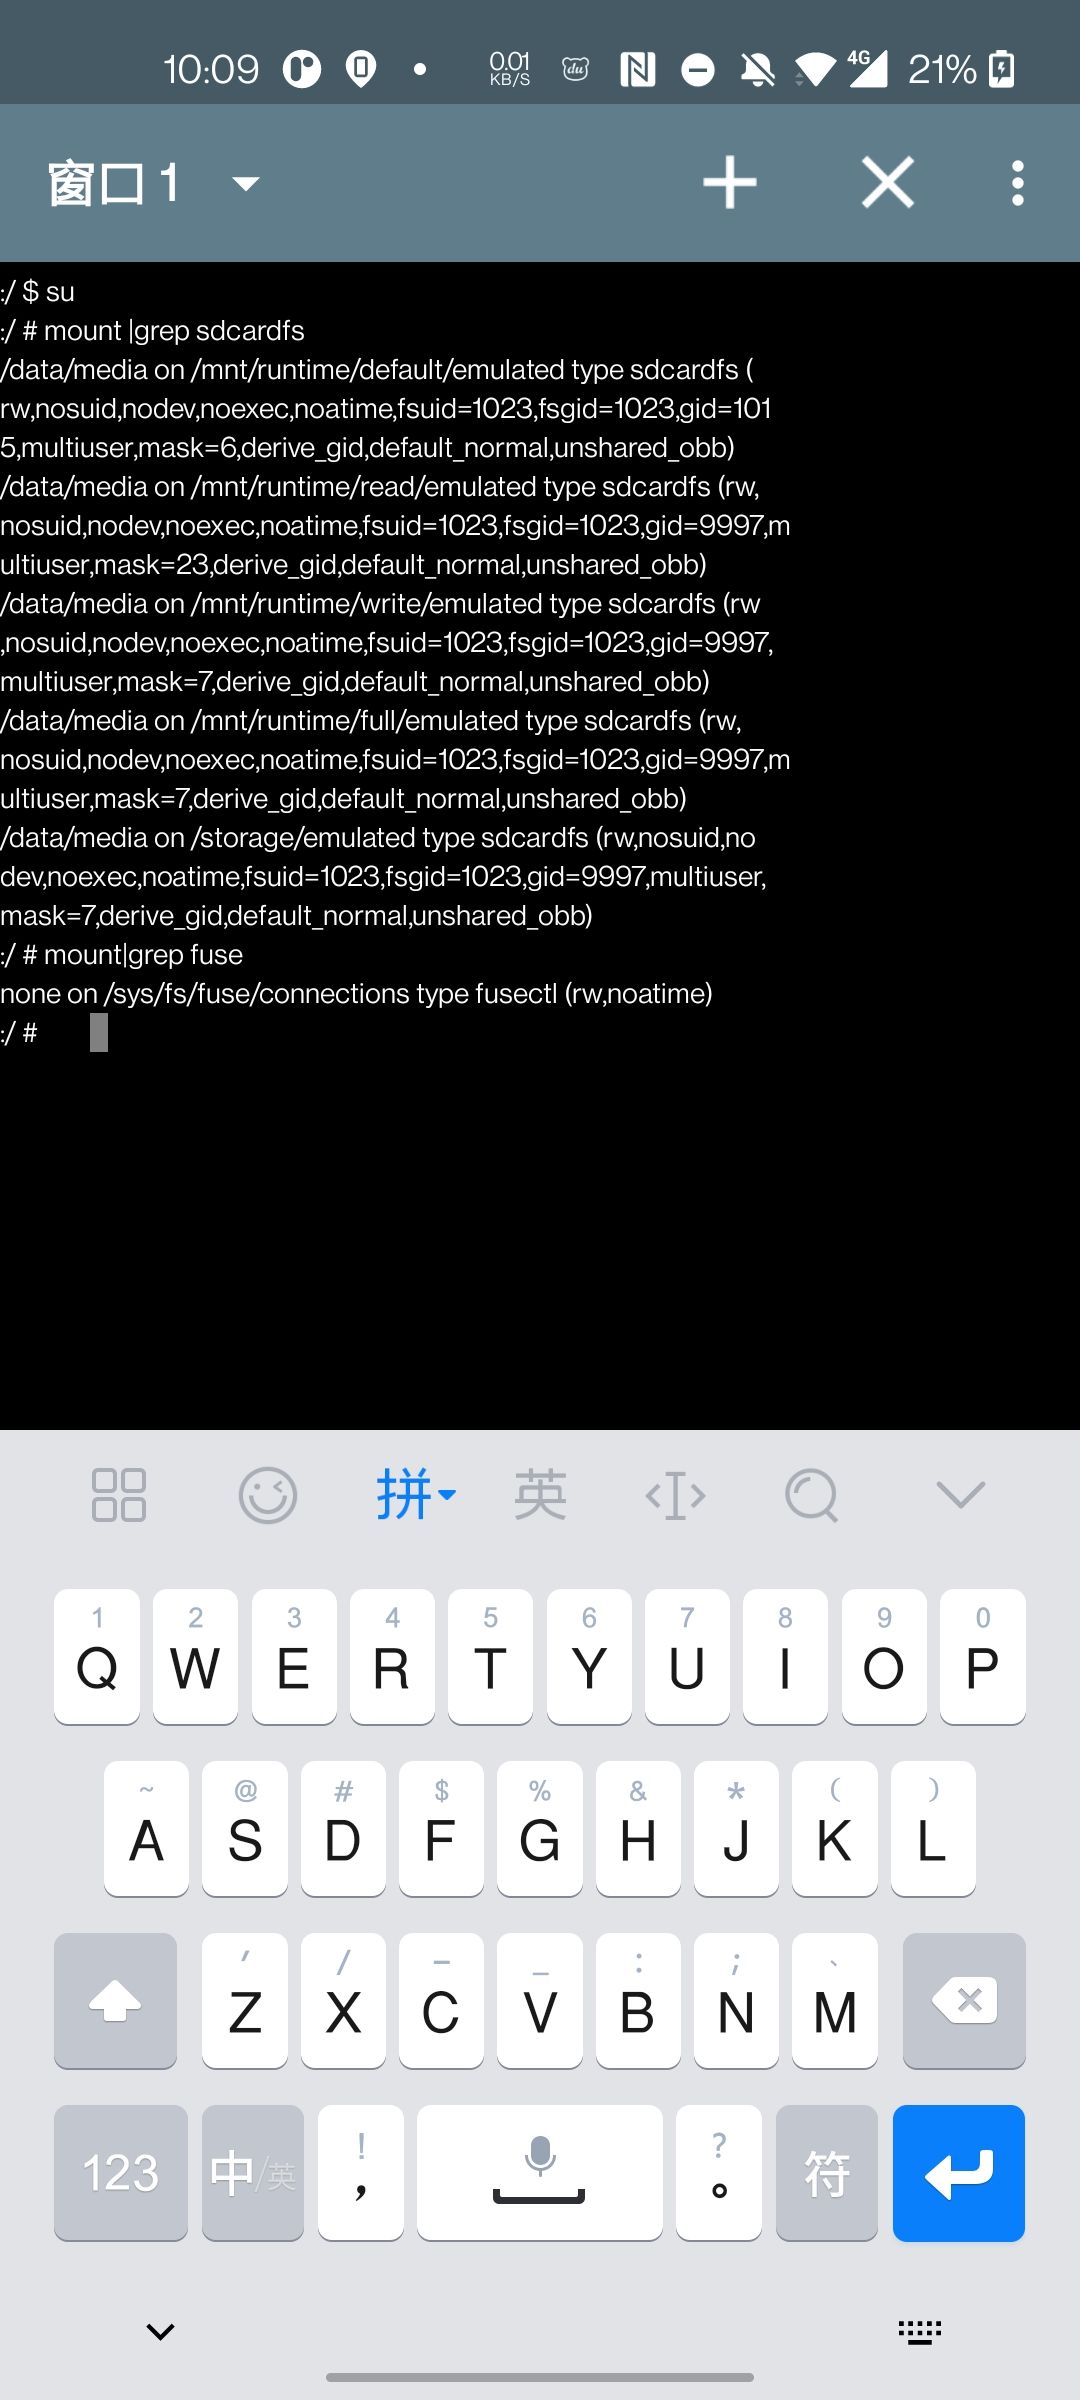 10:09 0.01 KB/S du 4G 21%
窗口 1
:/ $ su
:/ # mount |grep sdcardfs
/data/media on /mnt/runtime/default/emulated type sdcardfs (
rw,nosuid,nodev,noexec,noatime,fsuid=1023,fsgid=1023,gid=101
5,multiuser,mask=6,derive_gid,default_normal,unshared_obb)
/data/media on /mnt/runtime/read/emulated type sdcardfs (rw,
nosuid,nodev,noexec,noatime,fsuid=1023,fsgid=1023,gid=9997,m
ultiuser,mask=23,derive_gid,default_normal,unshared_obb)
/data/media on /mnt/runtime/write/emulated type sdcardfs (rw
,nosuid,nodev,noexec,noatime,fsuid=1023,fsgid=1023,gid=9997,
multiuser,mask=7,derive_gid,default_normal,unshared_obb)
/data/media on /mnt/runtime/full/emulated type sdcardfs (rw,
nosuid,nodev,noexec,noatime,fsuid=1023,fsgid=1023,gid=9997,m
ultiuser,mask=7,derive_gid,default_normal,unshared_obb)
/data/media on /storage/emulated type sdcardfs (rw,nosuid,no
dev,noexec,noatime,fsuid=1023,fsgid=1023,gid=9997,multiuser,
mask=7,derive_gid,default_normal,unshared_obb)
:/ # mount|grep fuse
none on /sys/fs/fuse/connections type fusectl (rw,noatime)
:/ #
拼 英
1 2 3 4 5 6 7 8 9 0
Q W E R T Y U I O P
~ @ # $ % & * ( )
A S D F G H J K L
′ / – _ : ; 、
Z X C V B N M
! ?
123 中/英 , 。 符